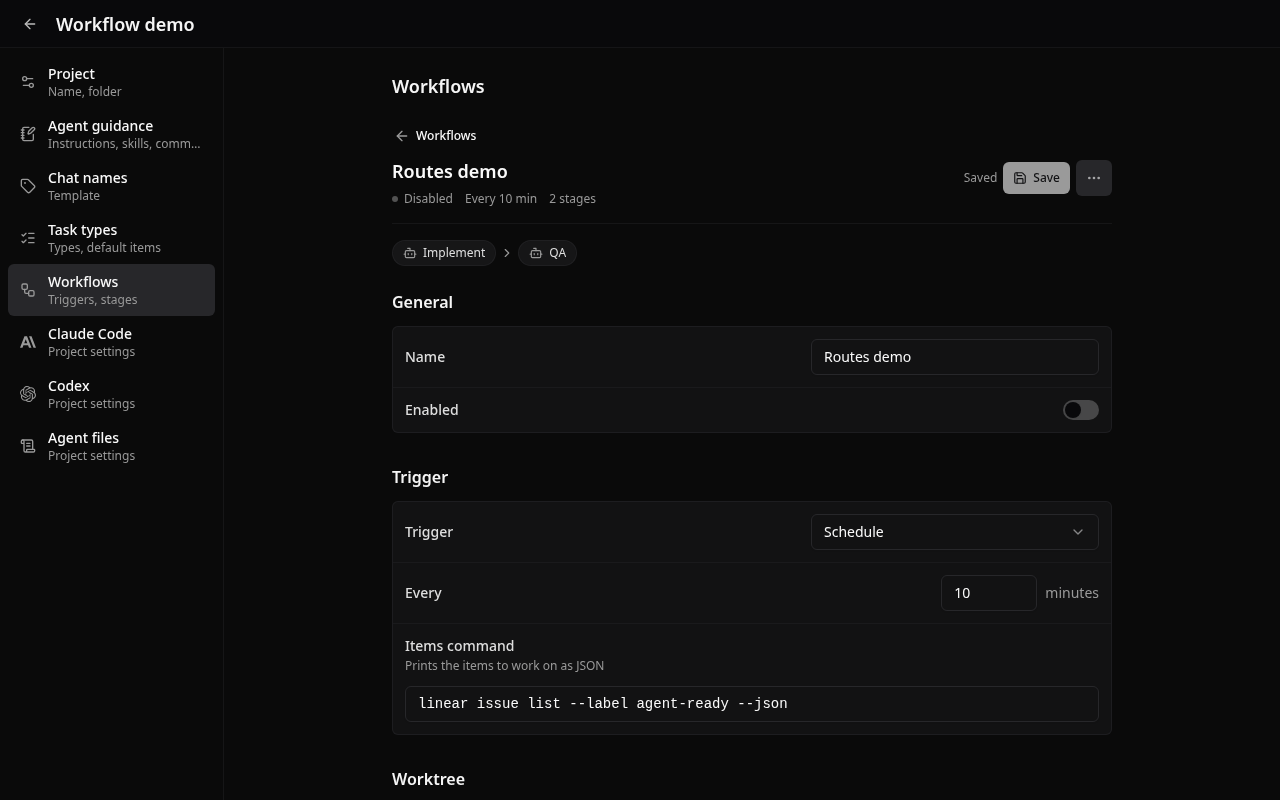 Workflow demo
Project
Name, folder
Agent guidance
Instructions, skills, comm...
Chat names
Template
Task types
Types, default items
Workflows
Triggers, stages
Claude Code
Project settings
Codex
Project settings
Agent files
Project settings
Workflows
Workflows
Routes demo
Saved
Save
Disabled
Every 10 min
2 stages
Implement
QA
General
Name
Routes demo
Enabled
Trigger
Trigger
Schedule
Every
10
minutes
Items command
Prints the items to work on as JSON
linear issue list --label agent-ready --json
Worktree